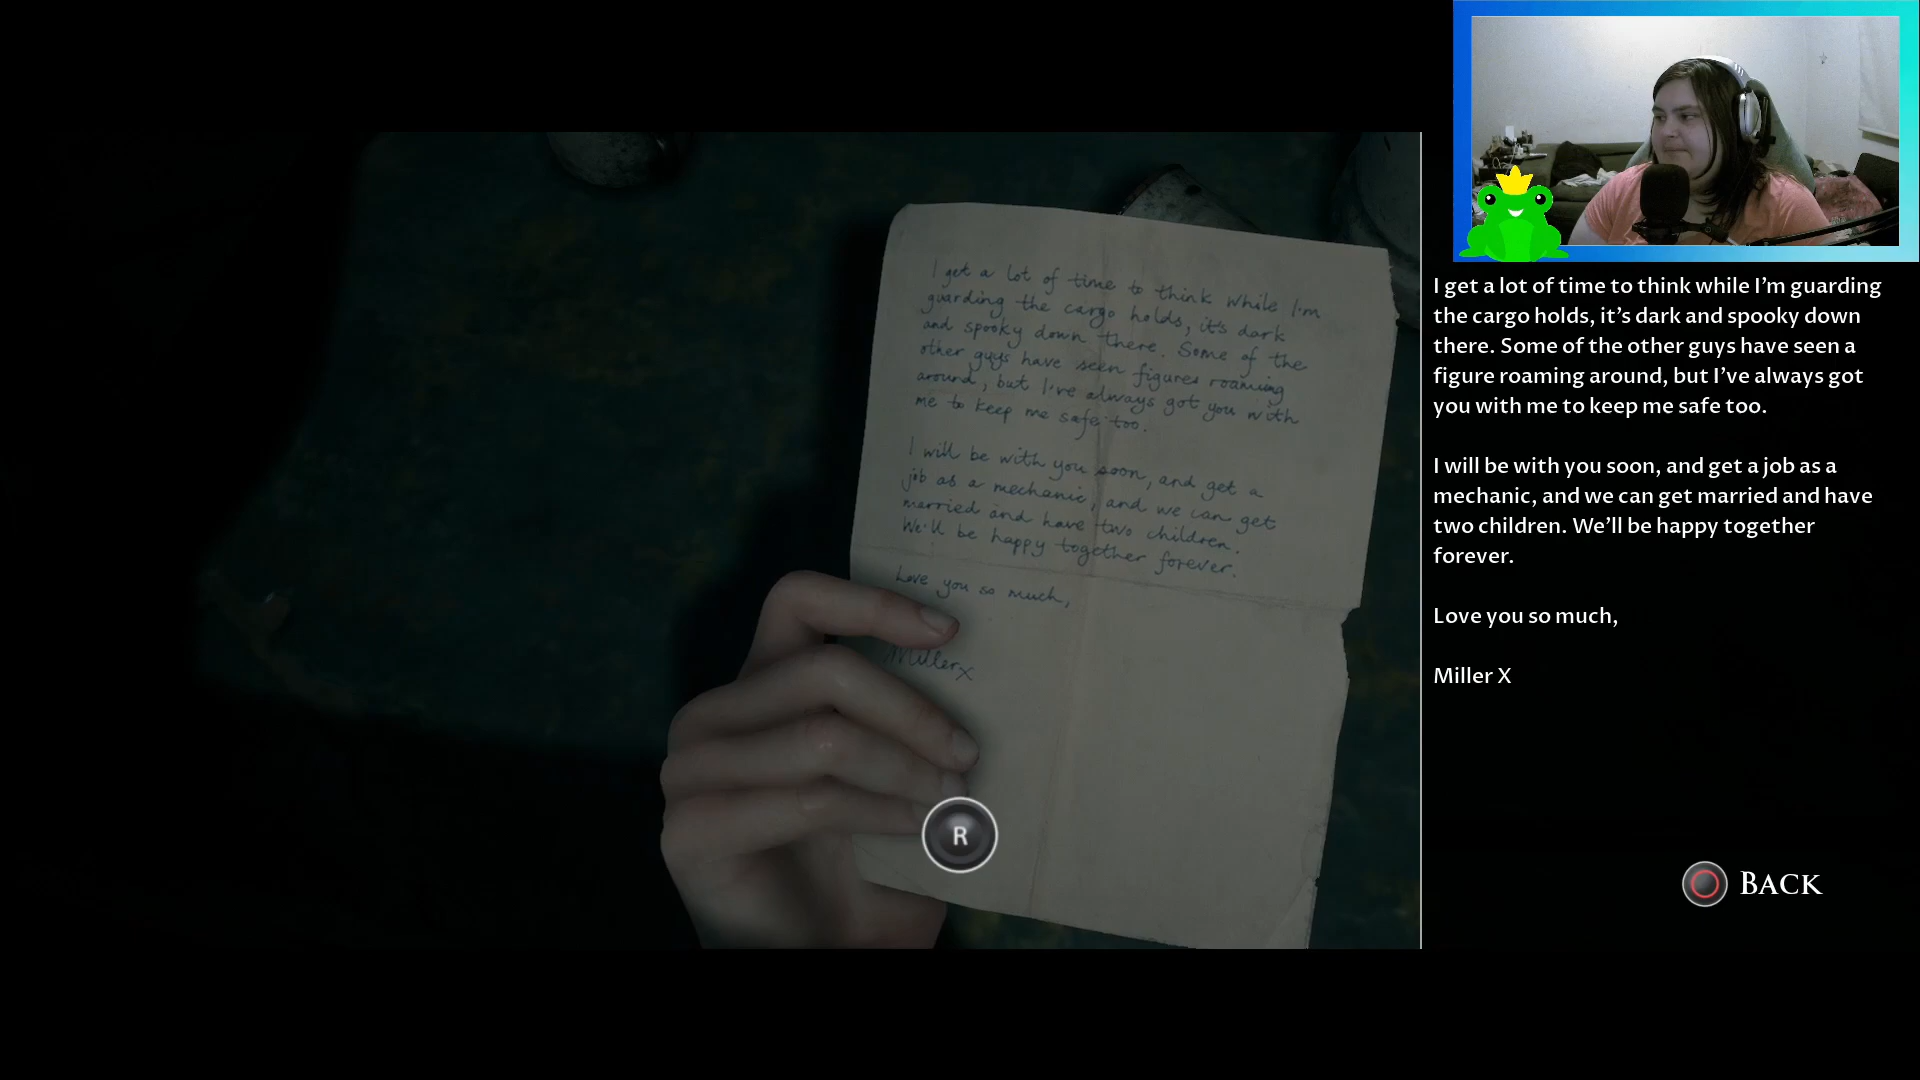 I get a lot of time to think while I'm
guarding the cargo holds, it's dark
and spooky down there. Some of the
other guys have seen figures roaming
around, but I've always got you with
me to keep me safe too.
I will be with you soon, and get a
job as a mechanic, and we can get
married and have two children.
We'll be happy together forever.
Love you so much,
Miller x
R
I get a lot of time to think while I'm guarding
the cargo holds, it's dark and spooky down
there. Some of the other guys have seen a
figure roaming around, but I've always got
you with me to keep me safe too.
I will be with you soon, and get a job as a
mechanic, and we can get married and have
two children. We'll be happy together
forever.
Love you so much,
Miller X
BACK